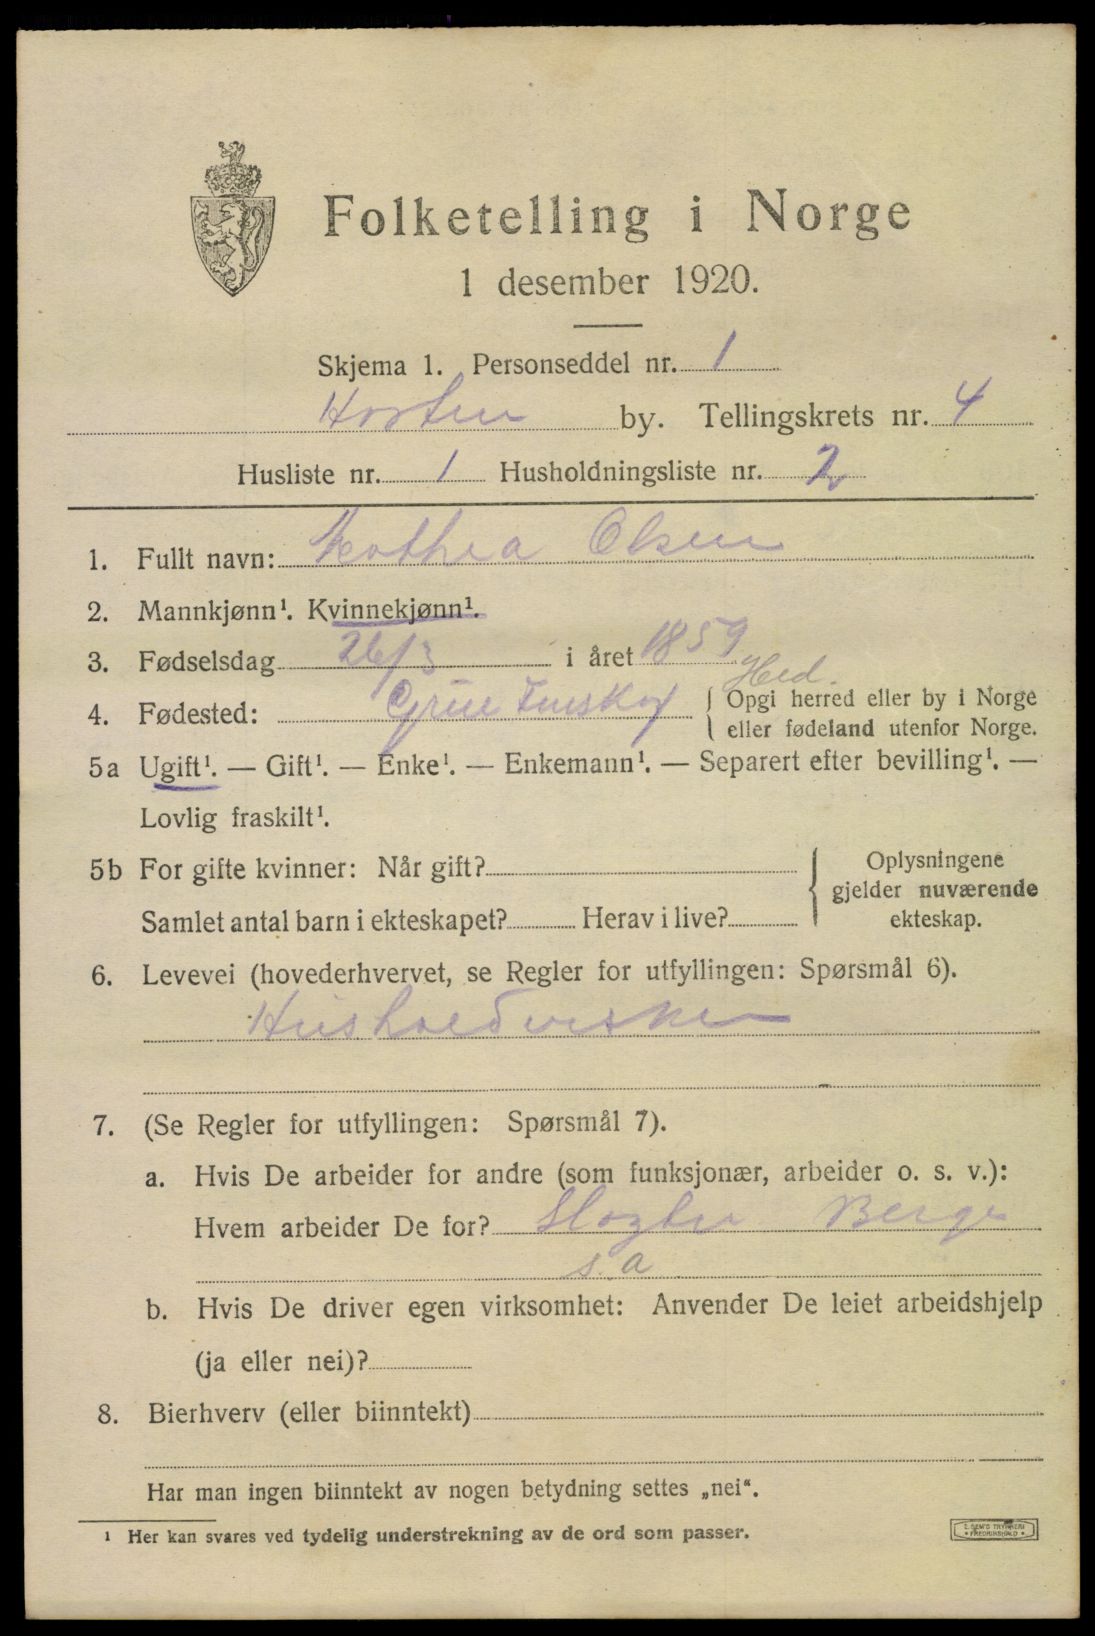 Folketelling i Norge
1 desember 1920.
Skjema 1. Personseddel nr. 1
Horten by. Tellingskrets nr. 4
Husliste nr. 1 Husholdningsliste nr. 2
1. Fullt navn: Mathea Olsen
2. Mannkjønn¹. Kvinnekjønn¹.
3. Fødselsdag 26/3 i året 1859
Hed.
4. Fødested: Grue Finskog { Opgi herred eller by i Norge
eller fødeland utenfor Norge.
5a Ugift¹. — Gift¹. — Enke¹. — Enkemann¹. — Separert efter bevilling¹. —
Lovlig fraskilt¹.
5b For gifte kvinner: Når gift?
Samlet antal barn i ekteskapet? Herav i live?
{ Oplysningene
gjelder nuværende
ekteskap.
6. Levevei (hovederhvervet, se Regler for utfyllingen: Spørsmål 6).
7. (Se Regler for utfyllingen: Spørsmål 7).
a. Hvis De arbeider for andre (som funksjonær, arbeider o. s. v.):
Hvem arbeider De for? Berge
s.a
b. Hvis De driver egen virksomhet: Anvender De leiet arbeidshjelp
(ja eller nei)?
8. Bierhverv (eller biinntekt)
Har man ingen biinntekt av nogen betydning settes „nei“.
¹ Her kan svares ved tydelig understrekning av de ord som passer.